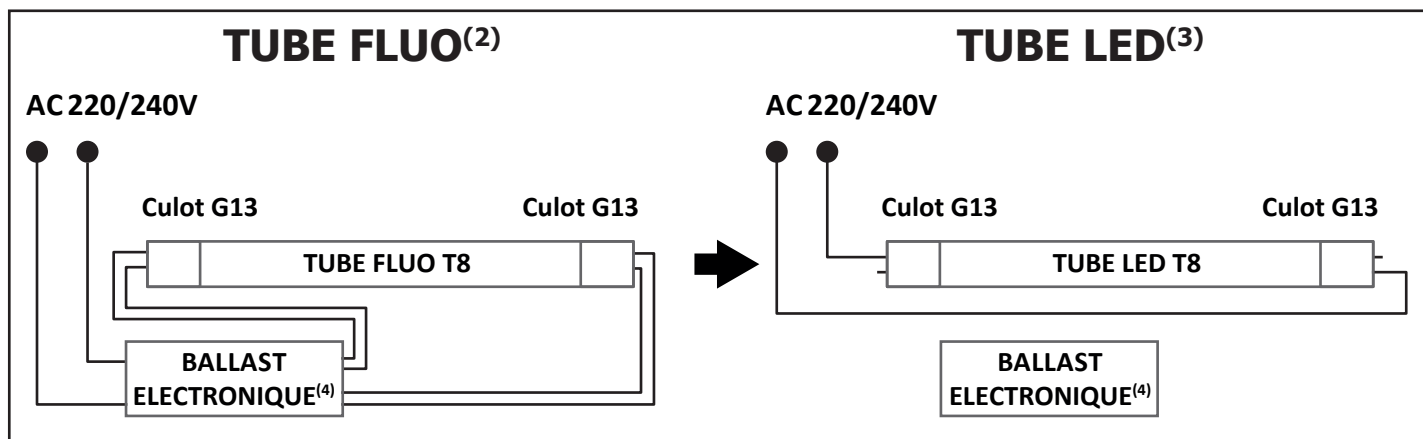 TUBE FLUO(2)
AC 220/240V
Culot G13
Culot G13
TUBE FLUO T8
BALLAST
ELECTRONIQUE(4)
TUBE LED(3)
AC 220/240V
Culot G13
Culot G13
TUBE LED T8
BALLAST
ELECTRONIQUE(4)